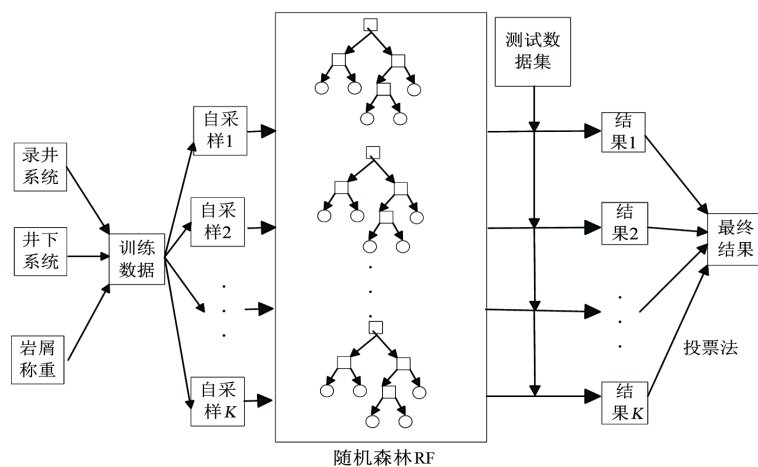 录井
系统
井下
系统
岩屑
称重
训练
数据
自采
样1
自采
样2
自采
样K
随机森林RF
测试数
据集
结
果1
结
果2
结
果K
投票法
最终
结果